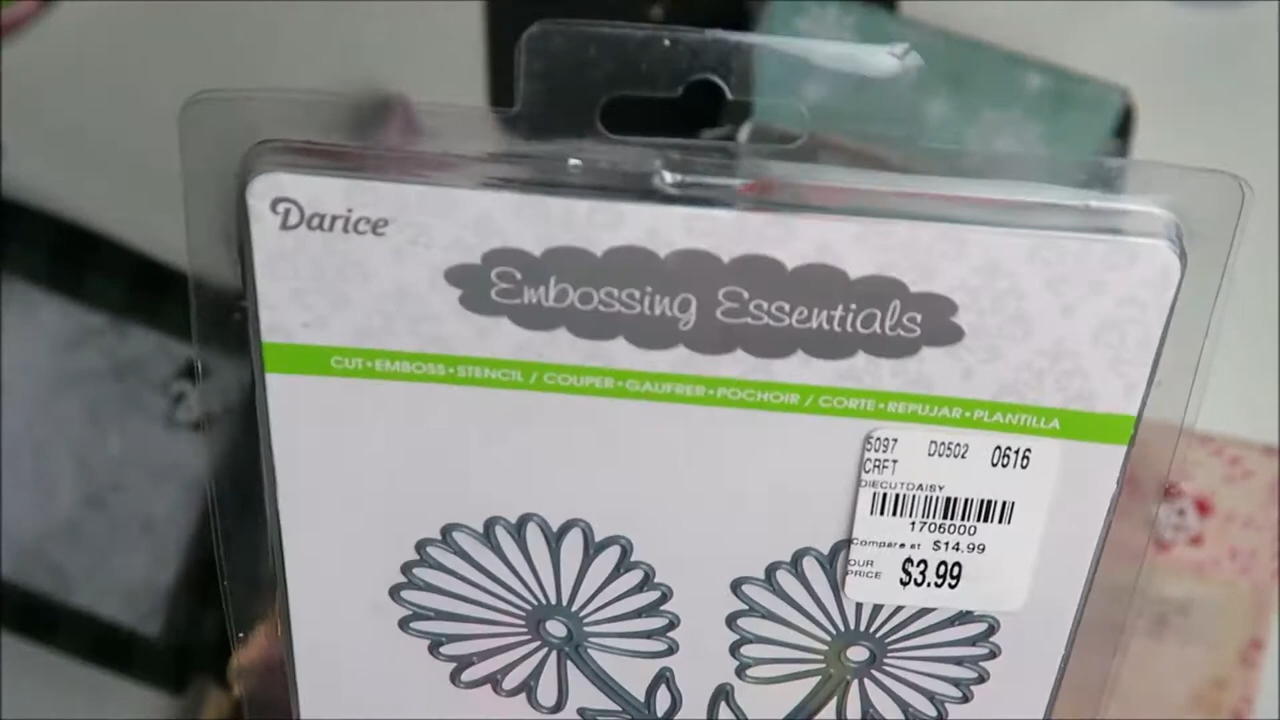 Darice
Embossing Essentials
CUT•EMBOSS•STENCIL / COUPER•GAUFRER•POCHOIR / CORTE•REPUJAR•PLANTILLA
5097 D0502 0616
CRFT
DIECUTDAISY
1706000
Compare at $14.99
OUR PRICE $3.99